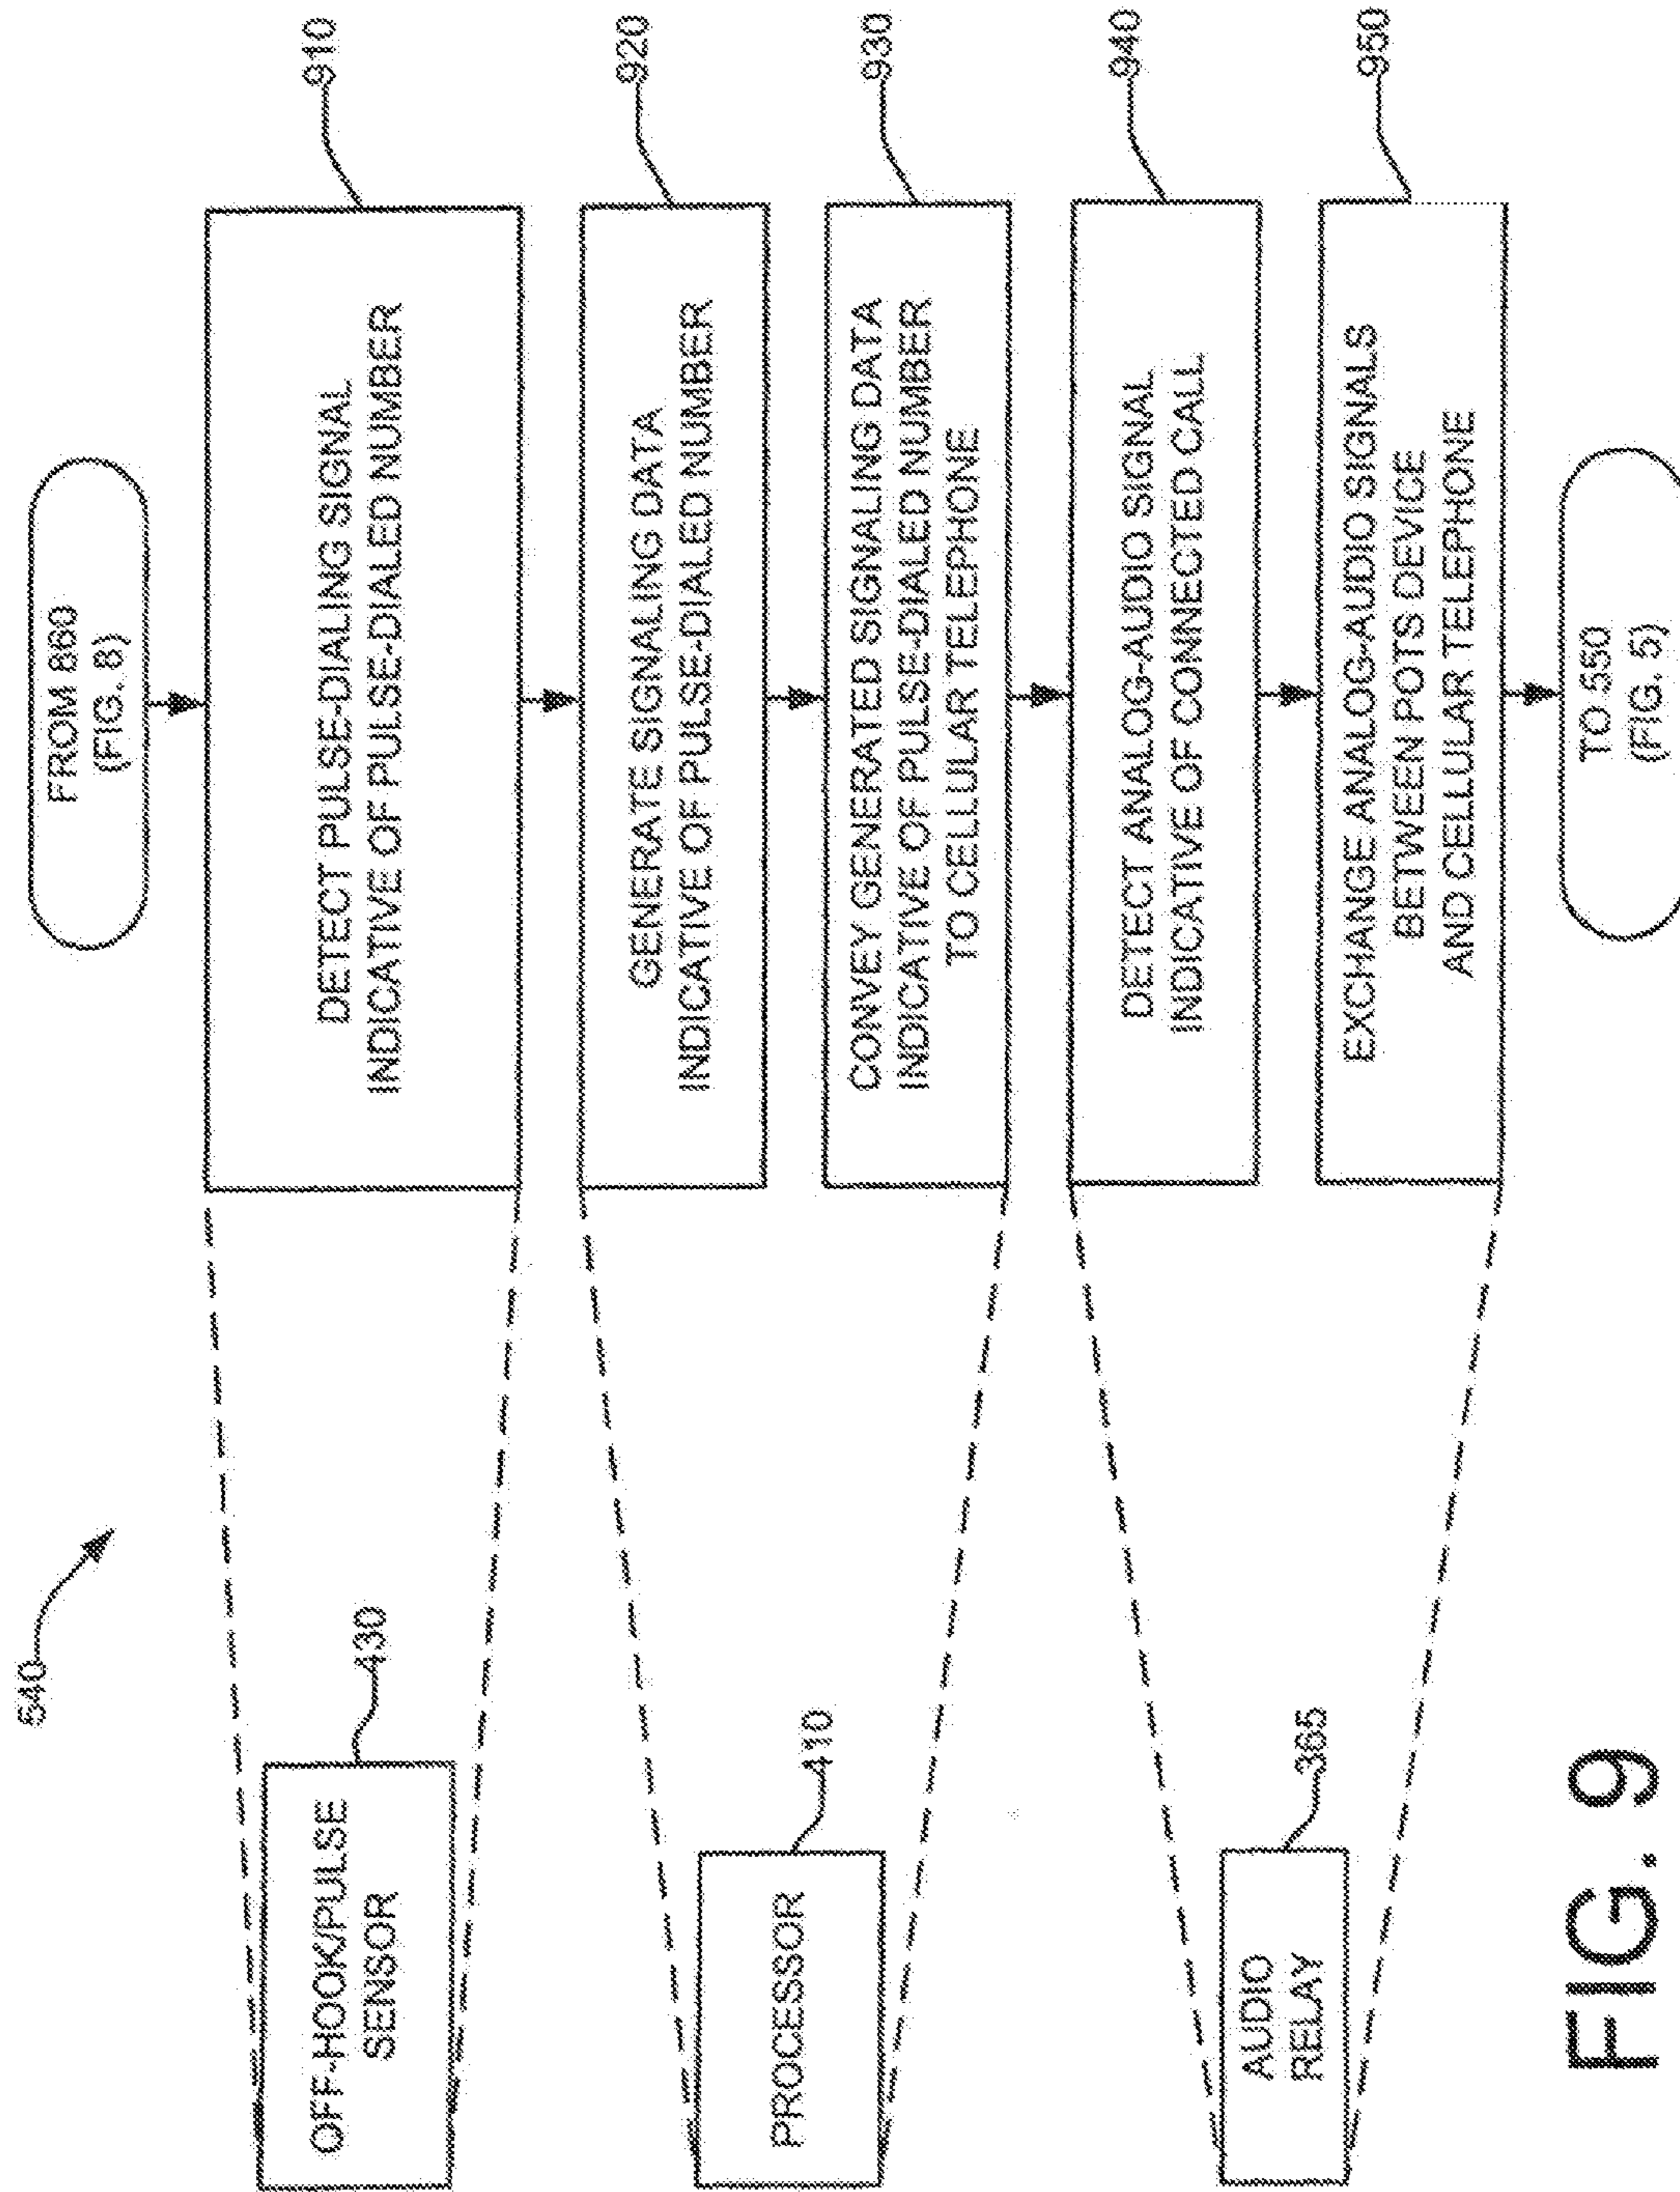 540
FROM 860
(FIG. 8)
OFF-HOOK/PULSE
SENSOR
430
DETECT PULSE-DIALING SIGNAL
INDICATIVE OF PULSE-DIALED NUMBER
910
PROCESSOR
410
GENERATE SIGNALING DATA
INDICATIVE OF PULSE-DIALED NUMBER
920
CONVEY GENERATED SIGNALING DATA
INDICATIVE OF PULSE-DIALED NUMBER
TO CELLULAR TELEPHONE
930
AUDIO
RELAY
365
DETECT ANALOG-AUDIO SIGNAL
INDICATIVE OF CONNECTED CALL
940
EXCHANGE ANALOG-AUDIO SIGNALS
BETWEEN POTS DEVICE
AND CELLULAR TELEPHONE
950
TO 550
(FIG. 5)
FIG. 9